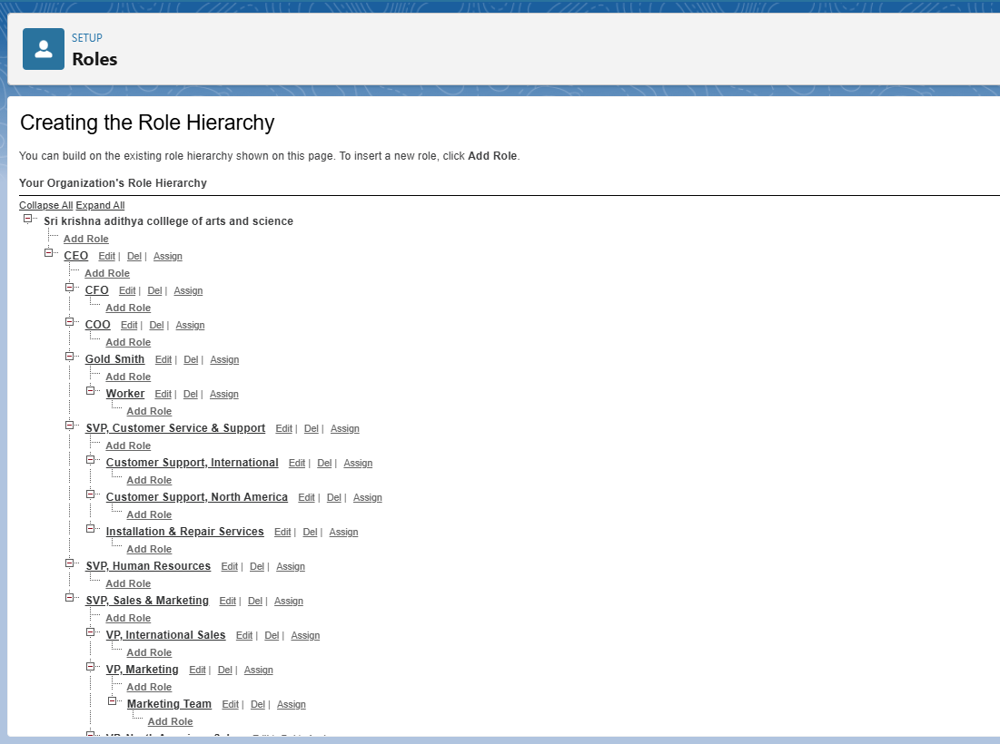 SETUP
Roles
Creating the Role Hierarchy
You can build on the existing role hierarchy shown on this page. To insert a new role, click Add Role.
Your Organization's Role Hierarchy
Collapse All Expand All
Sri krishna adithya colllege of arts and science
Add Role
CEO Edit | Del | Assign
Add Role
CFO Edit | Del | Assign
Add Role
COO Edit | Del | Assign
Add Role
Gold Smith Edit | Del | Assign
Add Role
Worker Edit | Del | Assign
Add Role
SVP, Customer Service & Support Edit | Del | Assign
Add Role
Customer Support, International Edit | Del | Assign
Add Role
Customer Support, North America Edit | Del | Assign
Add Role
Installation & Repair Services Edit | Del | Assign
Add Role
SVP, Human Resources Edit | Del | Assign
Add Role
SVP, Sales & Marketing Edit | Del | Assign
Add Role
VP, International Sales Edit | Del | Assign
Add Role
VP, Marketing Edit | Del | Assign
Add Role
Marketing Team Edit | Del | Assign
Add Role